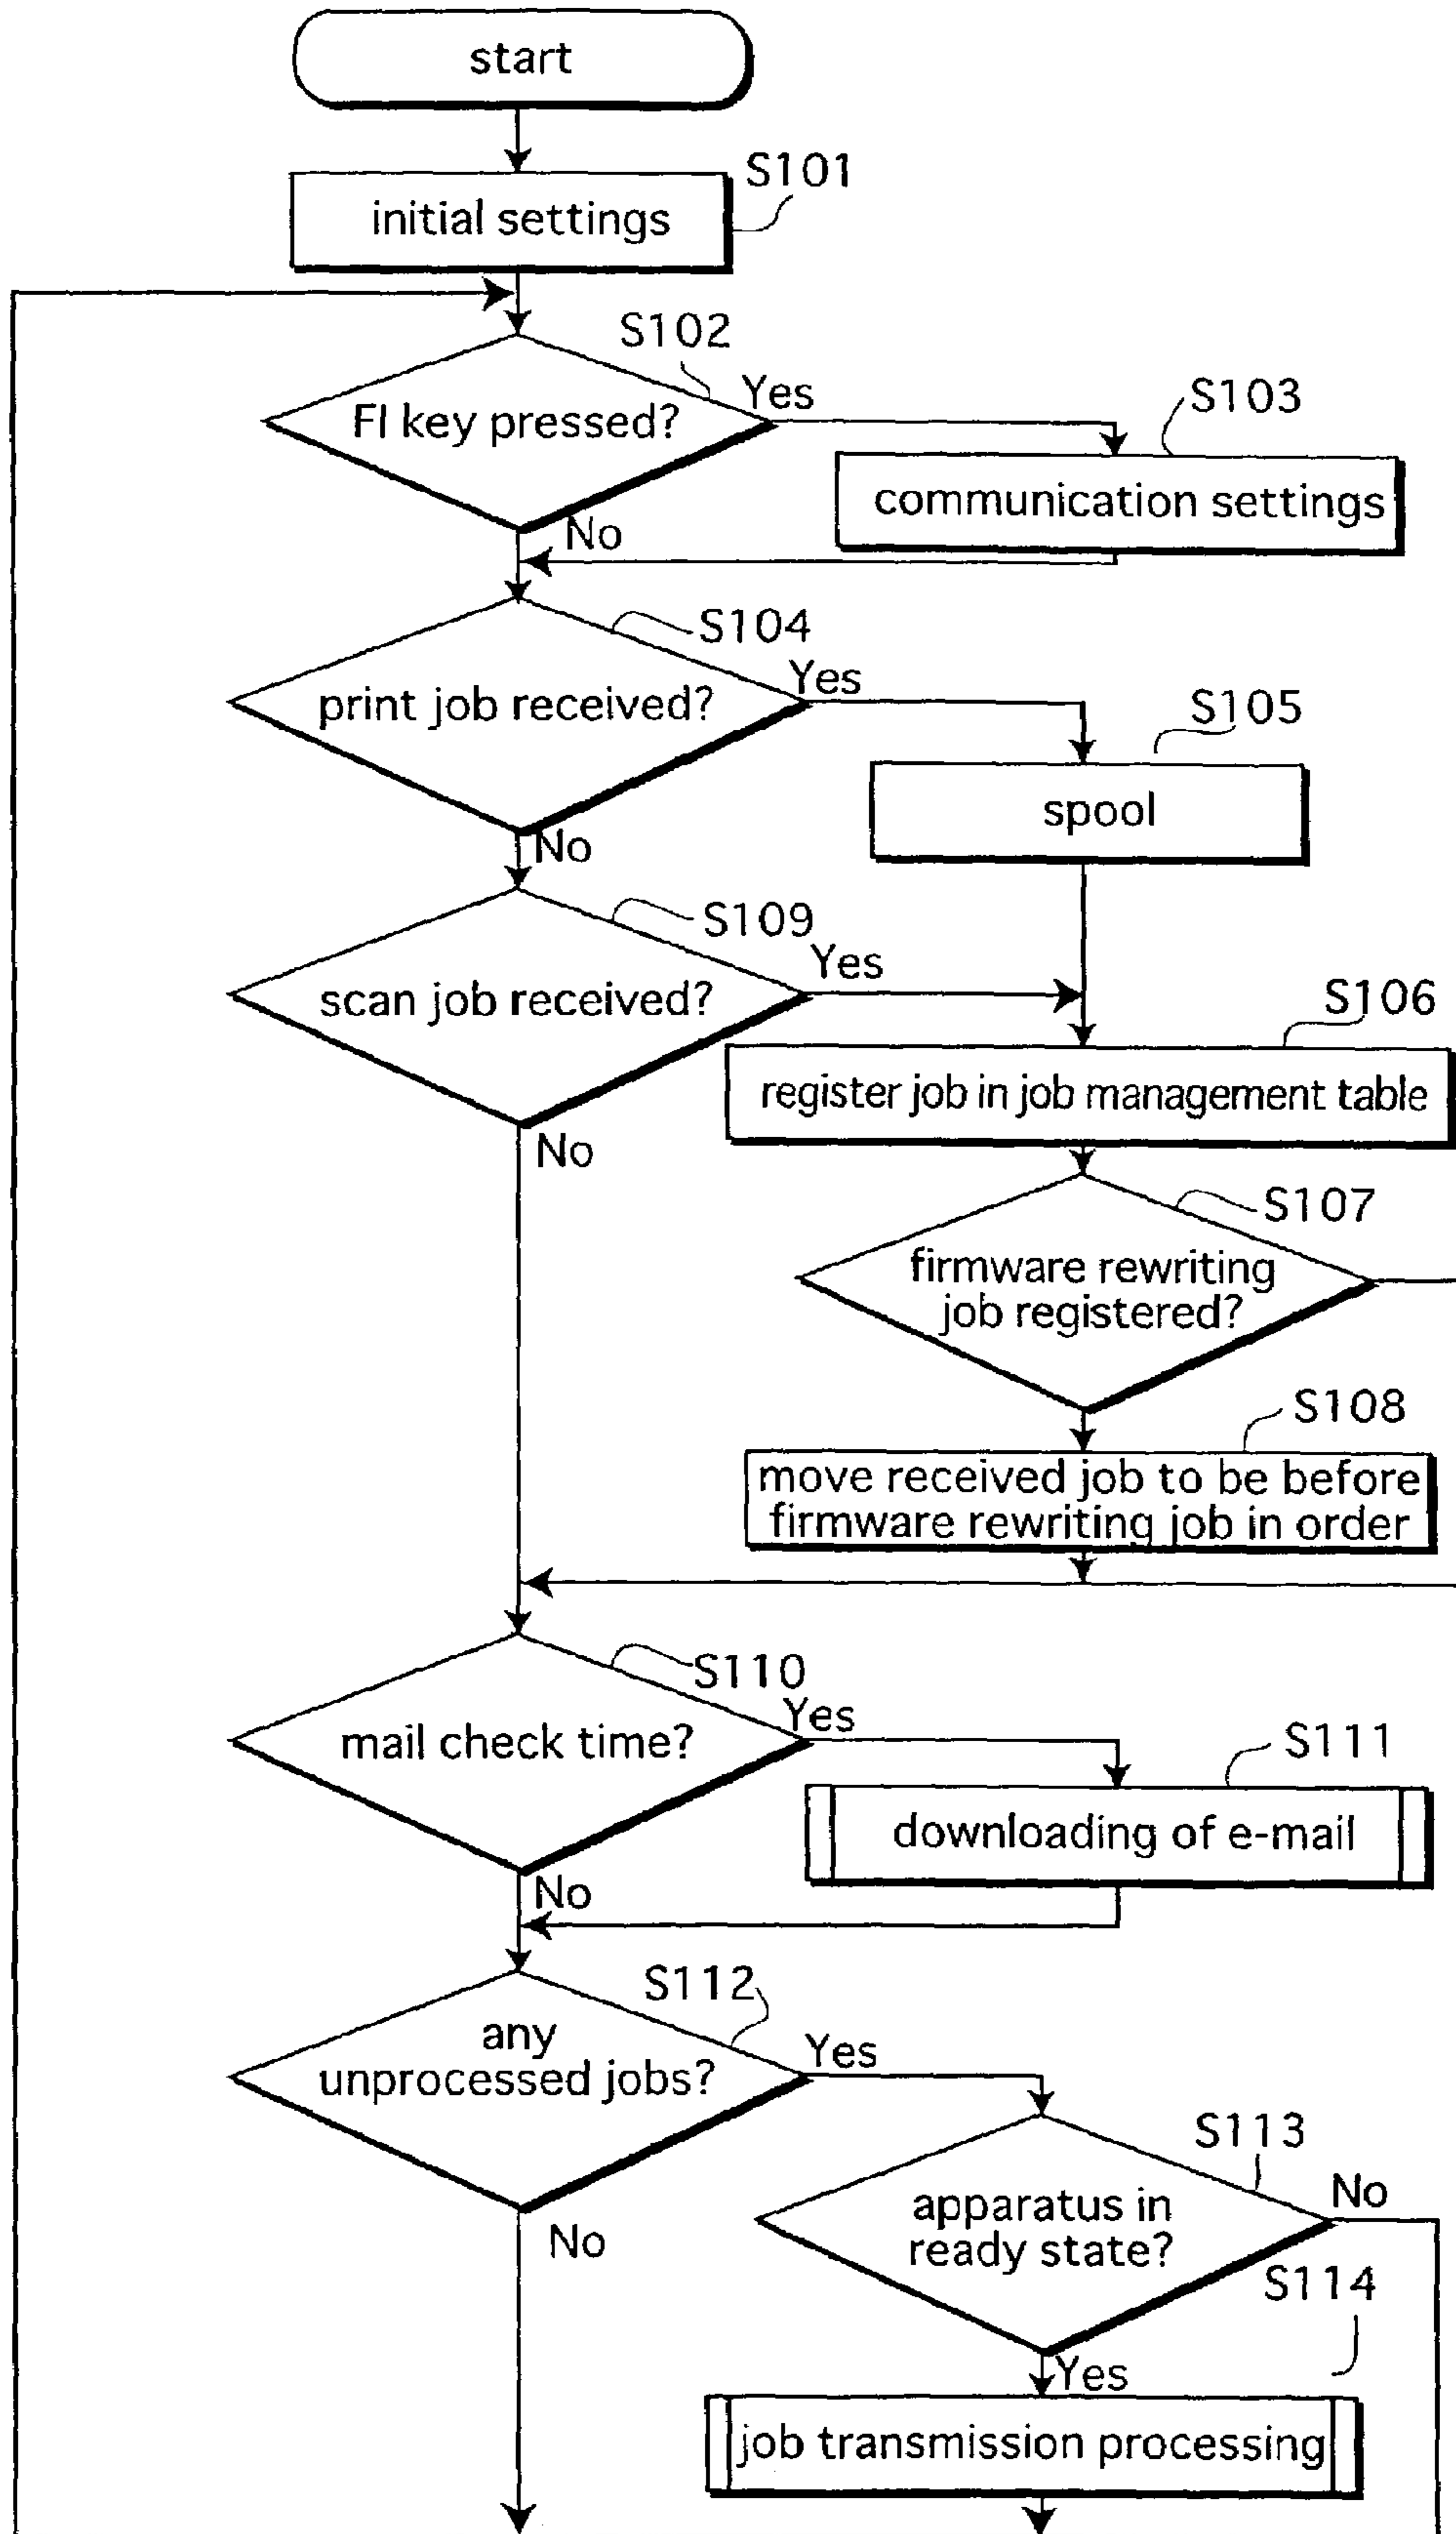 start
S101
initial settings
S102
FI key pressed?
Yes
S103
communication settings
No
S104
print job received?
Yes
S105
spool
No
S109
scan job received?
Yes
S106
register job in job management table
No
S107
firmware rewriting
job registered?
S108
move received job to be before
firmware rewriting job in order
S110
mail check time?
Yes
S111
downloading of e-mail
No
S112
any
unprocessed jobs?
Yes
S113
apparatus in
ready state?
No
No
S114
Yes
job transmission processing